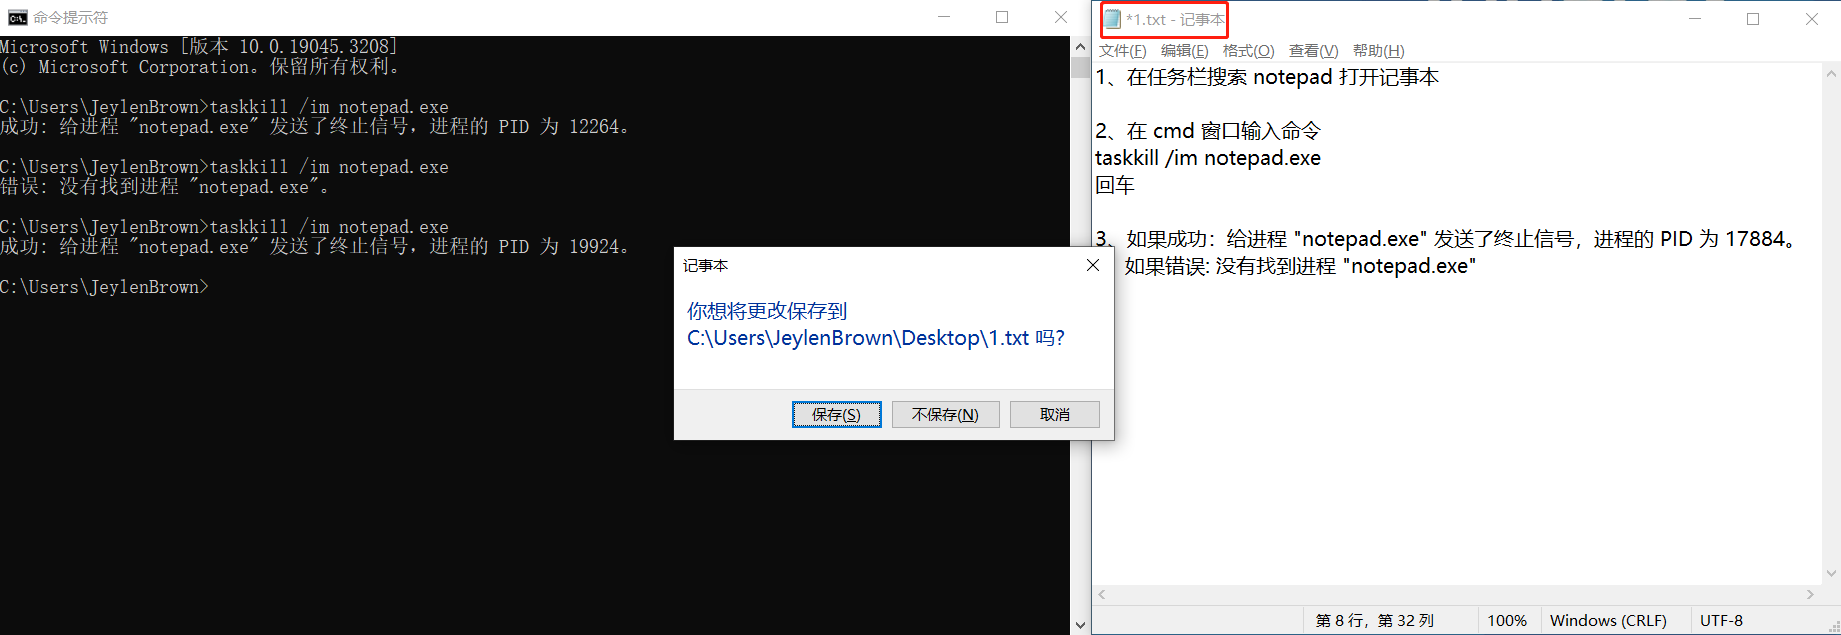 命令提示符
Microsoft Windows [版本 10.0.19045.3208]
(c) Microsoft Corporation。保留所有权利。
C:\Users\JeylenBrown>taskkill /im notepad.exe
成功: 给进程 "notepad.exe" 发送了终止信号，进程的 PID 为 12264。
C:\Users\JeylenBrown>taskkill /im notepad.exe
错误: 没有找到进程 "notepad.exe"。
C:\Users\JeylenBrown>taskkill /im notepad.exe
成功: 给进程 "notepad.exe" 发送了终止信号，进程的 PID 为 19924。
C:\Users\JeylenBrown>
记事本
你想将更改保存到
C:\Users\JeylenBrown\Desktop\1.txt 吗?
保存(S) 不保存(N) 取消
*1.txt - 记事本
文件(F) 编辑(E) 格式(O) 查看(V) 帮助(H)
1、在任务栏搜索 notepad 打开记事本
2、在 cmd 窗口输入命令
taskkill /im notepad.exe
回车
3、如果成功：给进程 "notepad.exe" 发送了终止信号，进程的 PID 为 17884。
如果错误: 没有找到进程 "notepad.exe"
第 8 行，第 32 列 100% Windows (CRLF) UTF-8